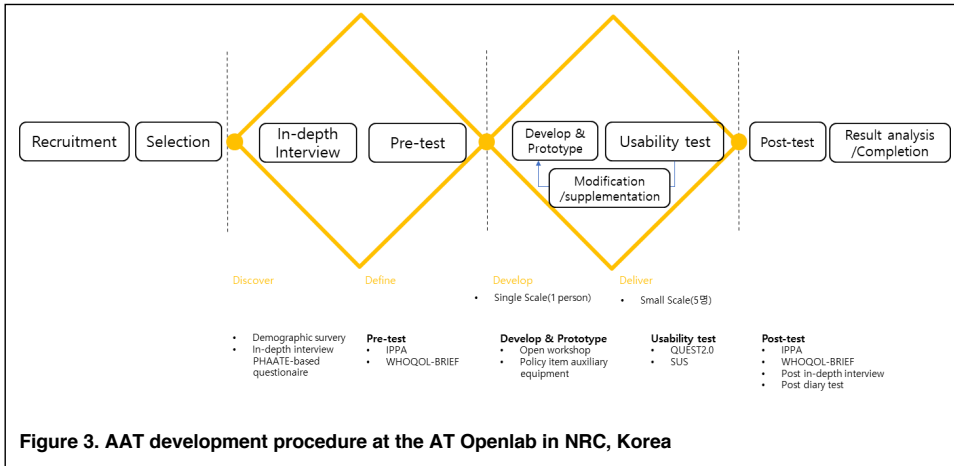 Recruitment
Selection
In-depth
Interview
Pre-test
Develop &
Prototype
Usability test
Modification
/supplementation
Post-test
Result analysis
/Completion
Discover
Define
Develop
Deliver
• Single Scale(1 person)
• Small Scale(5명)
• Demographic survery
• In-depth interview
PHAATE-based
questionaire
Pre-test
• IPPA
• WHOQOL-BRIEF
Develop & Prototype
• Open workshop
• Policy item auxiliary
equipment
Usability test
• QUEST2.0
• SUS
Post-test
• IPPA
• WHOQOL-BRIEF
• Post in-depth interview
• Post diary test
Figure 3. AAT development procedure at the AT Openlab in NRC, Korea